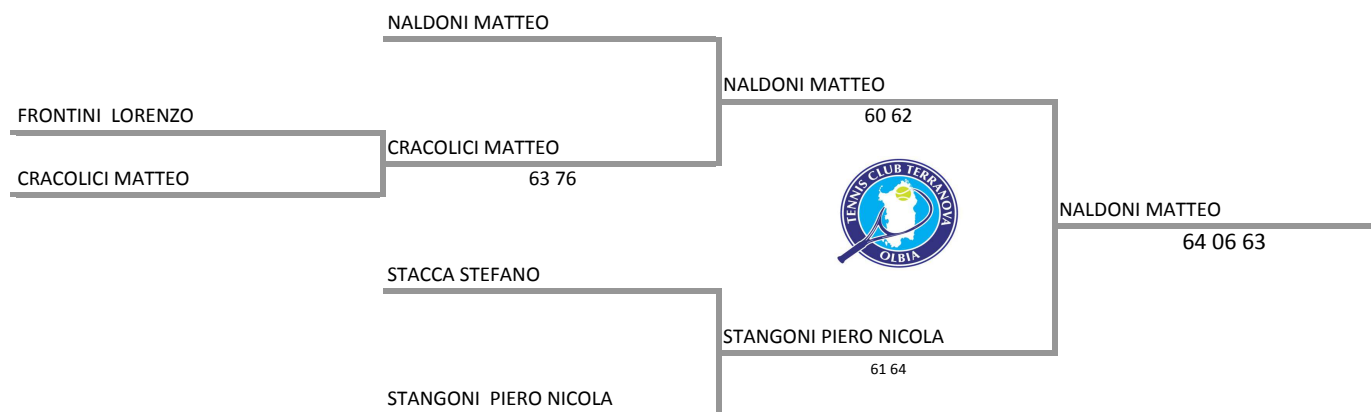 NALDONI MATTEO
NALDONI MATTEO
60 62
FRONTINI LORENZO
CRACOLICI MATTEO
63 76
CRACOLICI MATTEO
TENNIS CLUB TERRANOVA
OLBIA
NALDONI MATTEO
64 06 63
STACCA STEFANO
STANGONI PIERO NICOLA
61 64
STANGONI PIERO NICOLA